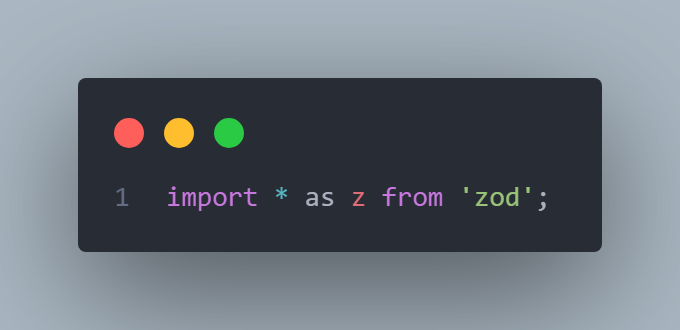 1 import * as z from 'zod';